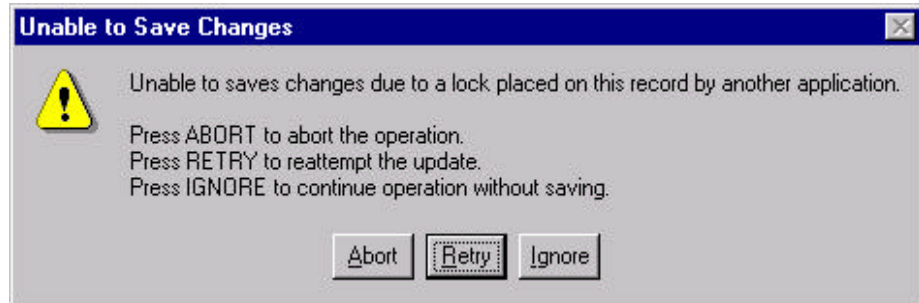 Unable to Save Changes
Unable to saves changes due to a lock placed on this record by another application.
Press ABORT to abort the operation.
Press RETRY to reattempt the update.
Press IGNORE to continue operation without saving.
Abort Retry Ignore